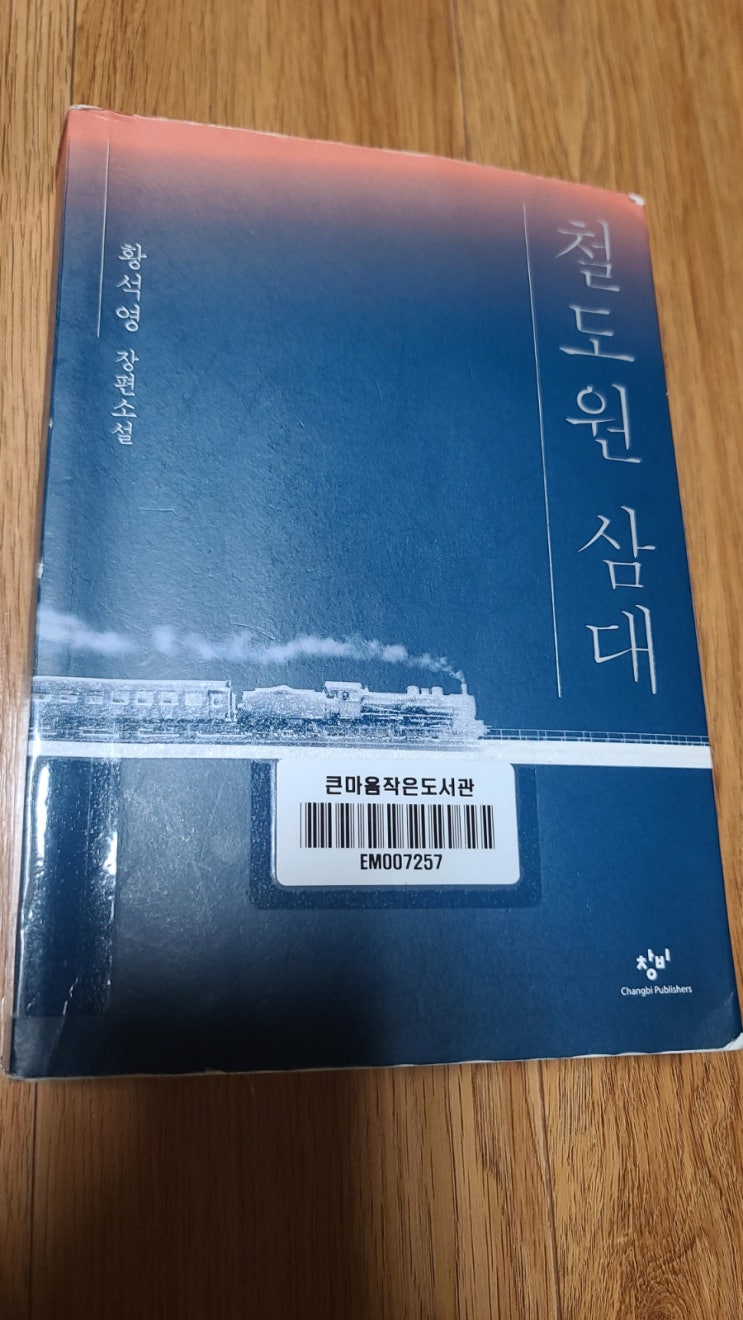 철도원 삼대
황석영 장편소설
큰마음작은도서관
EM007257
창비
Changbi Publishers